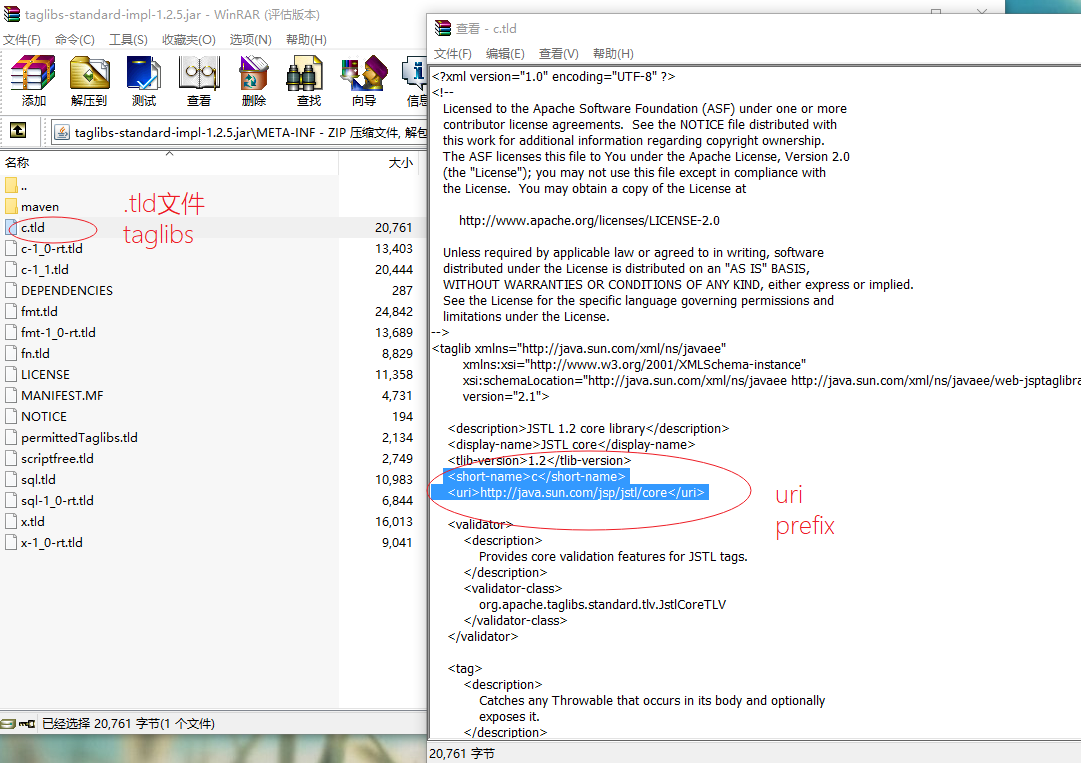 taglibs-standard-impl-1.2.5.jar - WinRAR (评估版本)
文件(F) 命令(C) 工具(S) 收藏夹(O) 选项(N) 帮助(H)
添加 解压到 测试 查看 删除 查找 向导 信息
taglibs-standard-impl-1.2.5.jar\META-INF - ZIP 压缩文件, 解包
名称 大小
..
maven
c.tld 20,761
c-1_0-rt.tld 13,403
c-1_1.tld 20,444
DEPENDENCIES 287
fmt.tld 24,842
fmt-1_0-rt.tld 13,689
fn.tld 8,829
LICENSE 11,358
MANIFEST.MF 4,731
NOTICE 194
permittedTaglibs.tld 2,134
scriptfree.tld 2,749
sql.tld 10,983
sql-1_0-rt.tld 6,844
x.tld 16,013
x-1_0-rt.tld 9,041
.tld文件
taglibs
已经选择 20,761 字节(1 个文件)
查看 - c.tld
文件(F) 编辑(E) 查看(V) 帮助(H)
<?xml version="1.0" encoding="UTF-8" ?>
<!--
Licensed to the Apache Software Foundation (ASF) under one or more
contributor license agreements. See the NOTICE file distributed with
this work for additional information regarding copyright ownership.
The ASF licenses this file to You under the Apache License, Version 2.0
(the "License"); you may not use this file except in compliance with
the License. You may obtain a copy of the License at
http://www.apache.org/licenses/LICENSE-2.0
Unless required by applicable law or agreed to in writing, software
distributed under the License is distributed on an "AS IS" BASIS,
WITHOUT WARRANTIES OR CONDITIONS OF ANY KIND, either express or implied.
See the License for the specific language governing permissions and
limitations under the License.
-->
<taglib xmlns="http://java.sun.com/xml/ns/javaee"
xmlns:xsi="http://www.w3.org/2001/XMLSchema-instance"
xsi:schemaLocation="http://java.sun.com/xml/ns/javaee http://java.sun.com/xml/ns/javaee/web-jsptaglibra
version="2.1">
<description>JSTL 1.2 core library</description>
<display-name>JSTL core</display-name>
<tlib-version>1.2</tlib-version>
<short-name>c</short-name>
<uri>http://java.sun.com/jsp/jstl/core</uri>
uri
prefix
<validator>
<description>
Provides core validation features for JSTL tags.
</description>
<validator-class>
org.apache.taglibs.standard.tlv.JstlCoreTLV
</validator-class>
</validator>
<tag>
<description>
Catches any Throwable that occurs in its body and optionally
exposes it.
</description>
20,761 字节